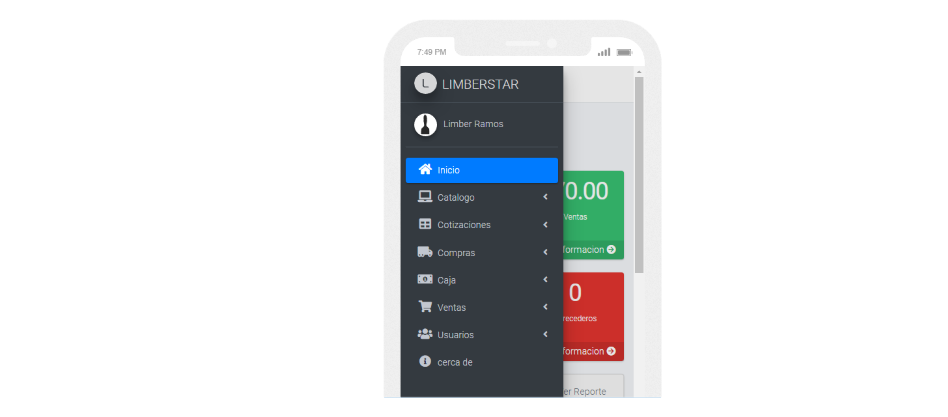 7:49 PM
L LIMBERSTAR
Limber Ramos
Inicio
Catalogo
Cotizaciones
Compras
Caja
Ventas
Usuarios
cerca de
0.00
Ventas
formacion
0
recederos
formacion
er Reporte